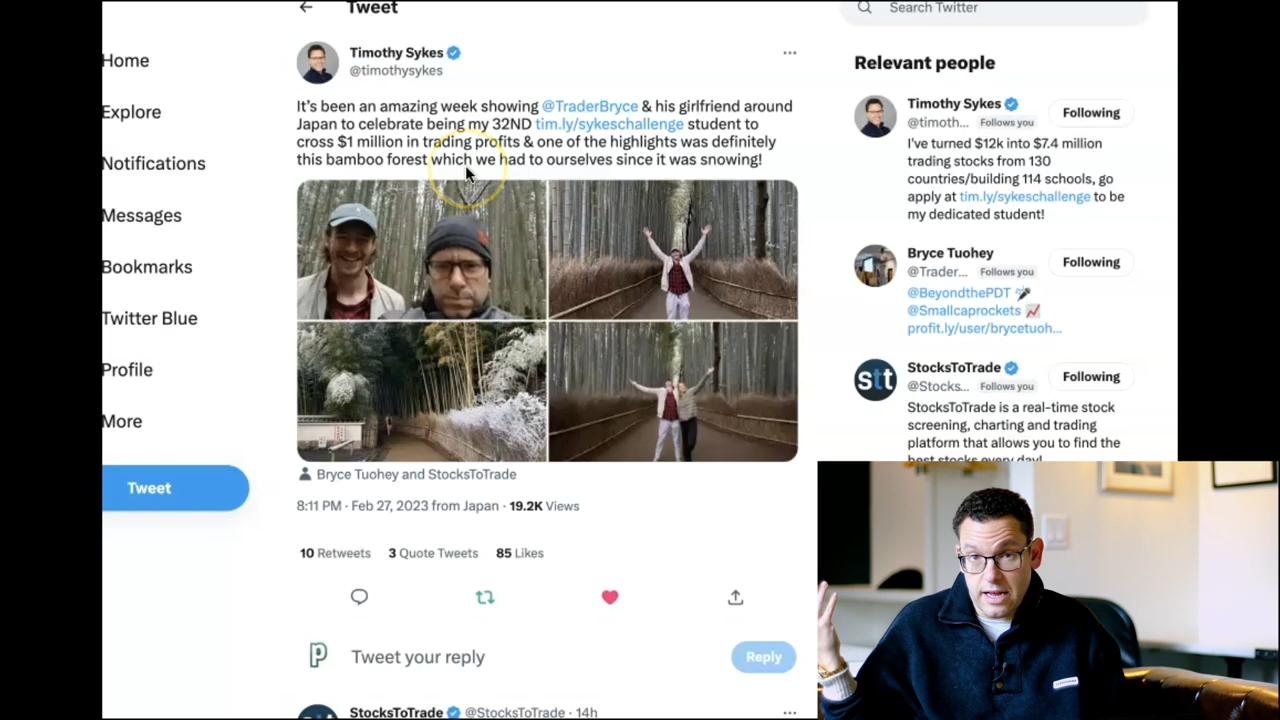 Tweet
Search Twitter
Home
Explore
Notifications
Messages
Bookmarks
Twitter Blue
Profile
More
Tweet
Timothy Sykes
@timothysykes
It's been an amazing week showing @TraderBryce & his girlfriend around
Japan to celebrate being my 32ND tim.ly/sykeschallenge student to
cross $1 million in trading profits & one of the highlights was definitely
this bamboo forest which we had to ourselves since it was snowing!
Bryce Tuohey and StocksToTrade
8:11 PM · Feb 27, 2023 from Japan · 19.2K Views
10 Retweets 3 Quote Tweets 85 Likes
Tweet your reply
Reply
StocksToTrade @StocksToTrade · 14h
Relevant people
Timothy Sykes
@timoth... Follows you
Following
I've turned $12k into $7.4 million
trading stocks from 130
countries/building 114 schools, go
apply at tim.ly/sykeschallenge to be
my dedicated student!
Bryce Tuohey
@Trader... Follows you
Following
@BeyondthePDT
@Smallcaprockets
profit.ly/user/brycetuoh...
stt
StocksToTrade
@Stocks... Follows you
Following
StocksToTrade is a real-time stock
screening, charting and trading
platform that allows you to find the
best stocks every day!